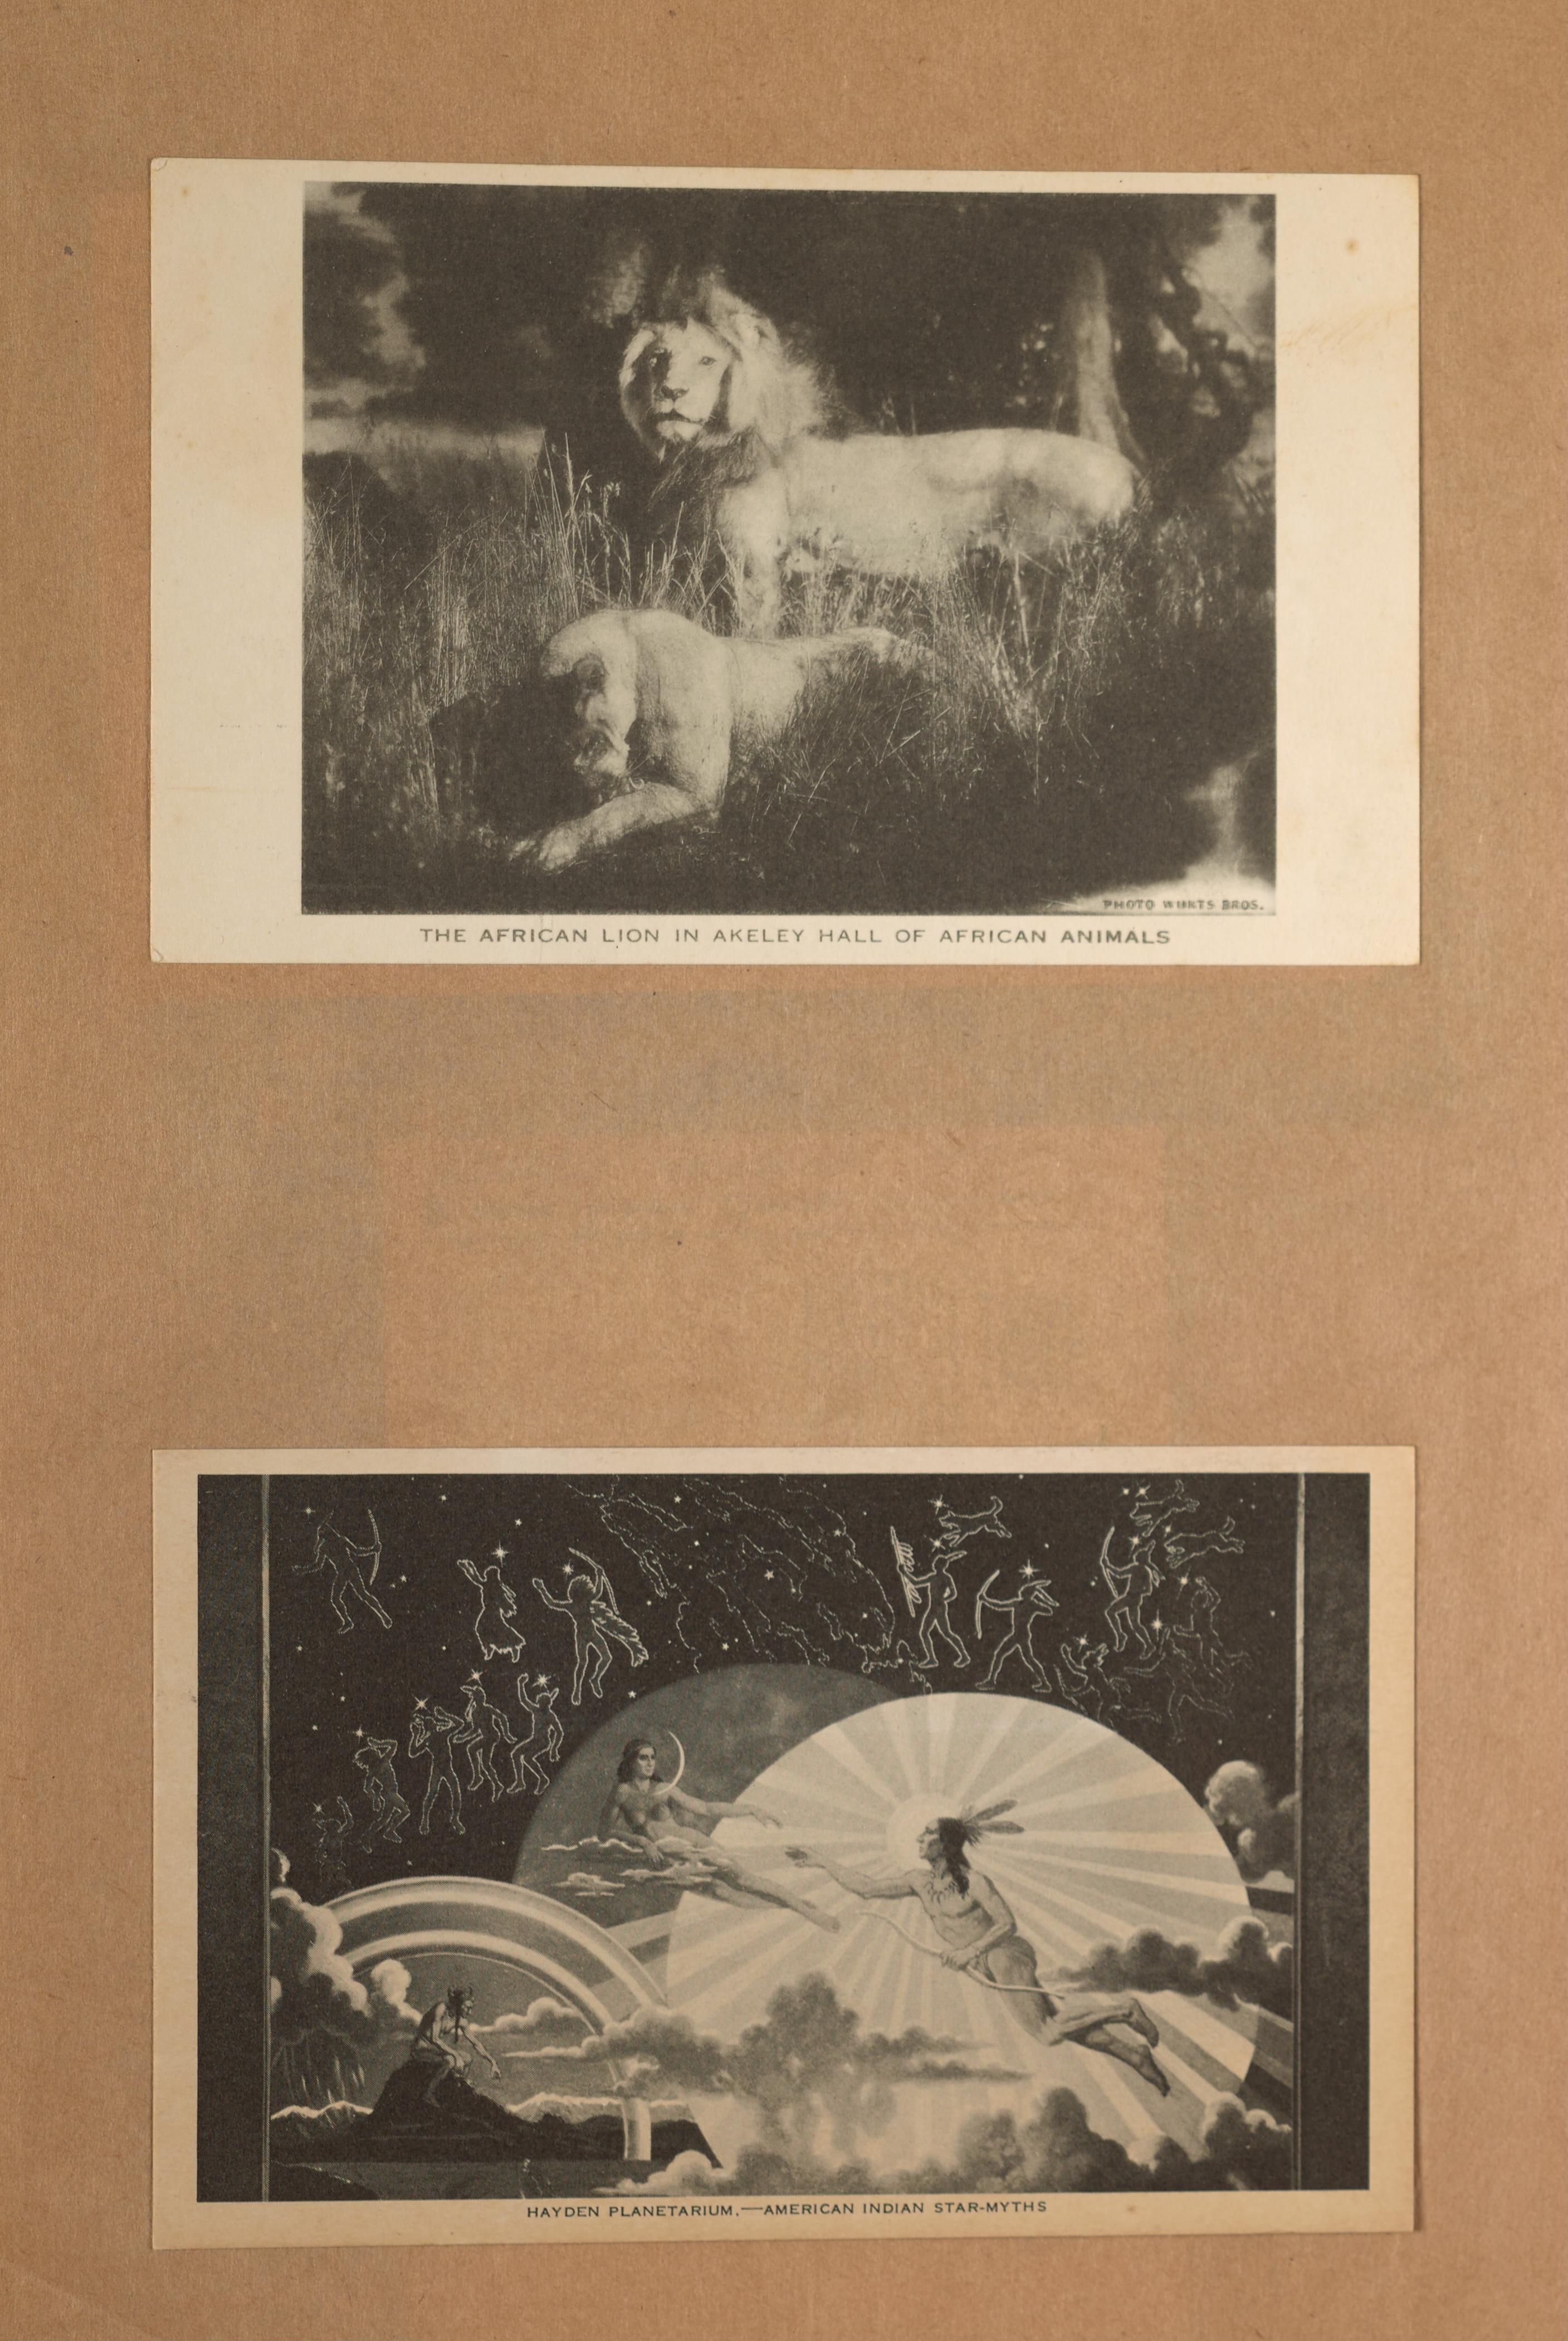 PHOTO WURTS BROS.
THE AFRICAN LION IN AKELEY HALL OF AFRICAN ANIMALS
HAYDEN PLANETARIUM.—AMERICAN INDIAN STAR-MYTHS